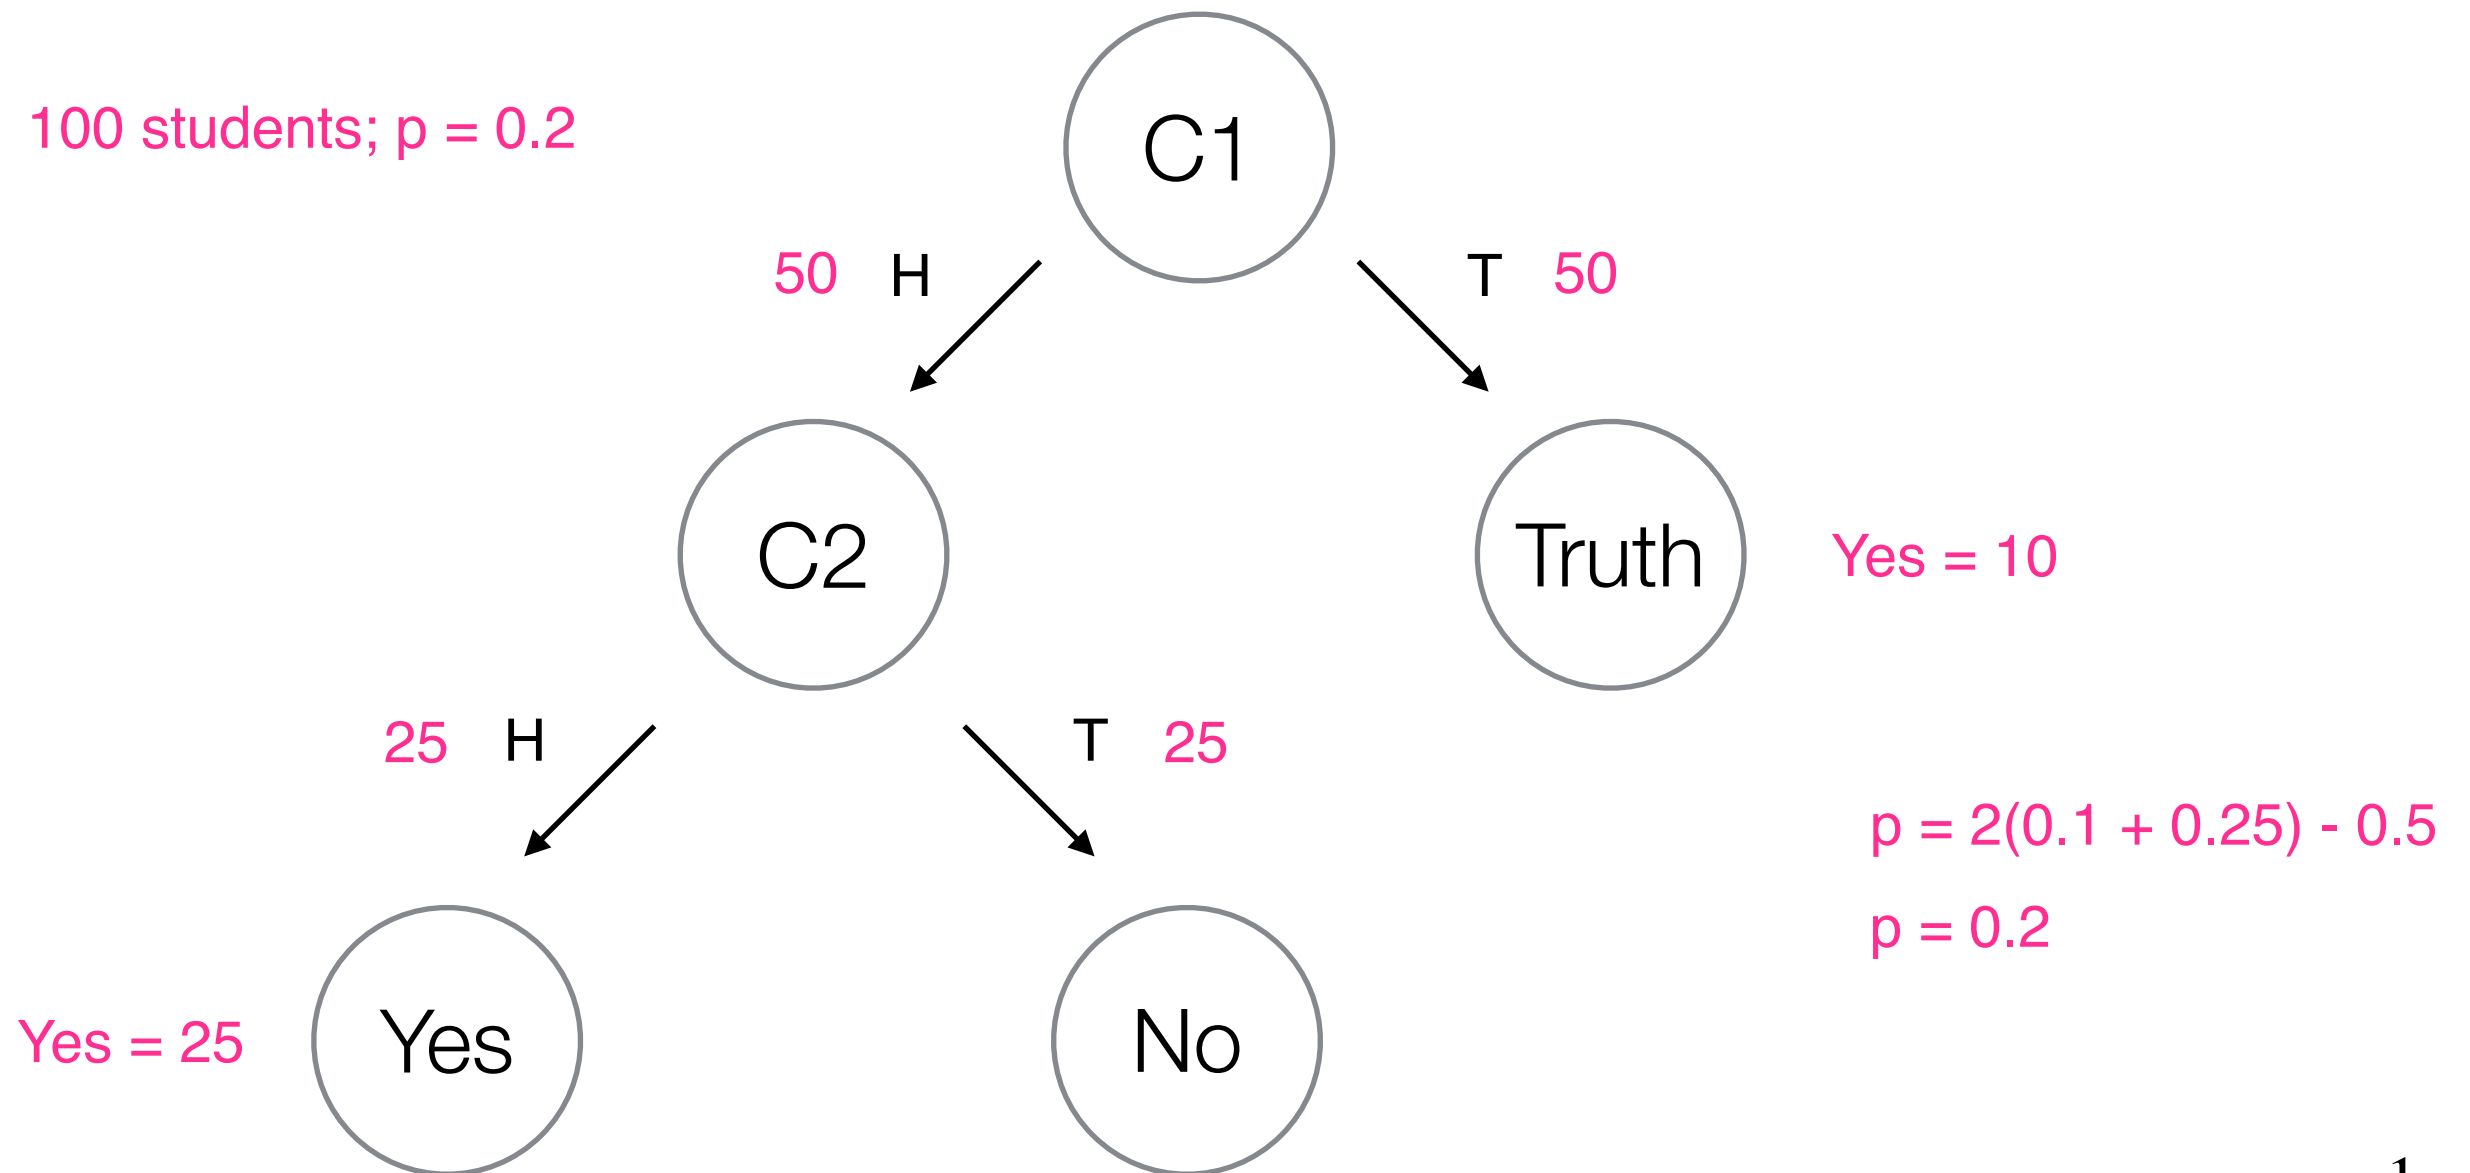 100 students; p = 0.2
C1
50 H
T 50
C2
Truth
Yes = 10
25 H
T 25
p = 2(0.1 + 0.25) - 0.5
p = 0.2
Yes = 25
Yes
No